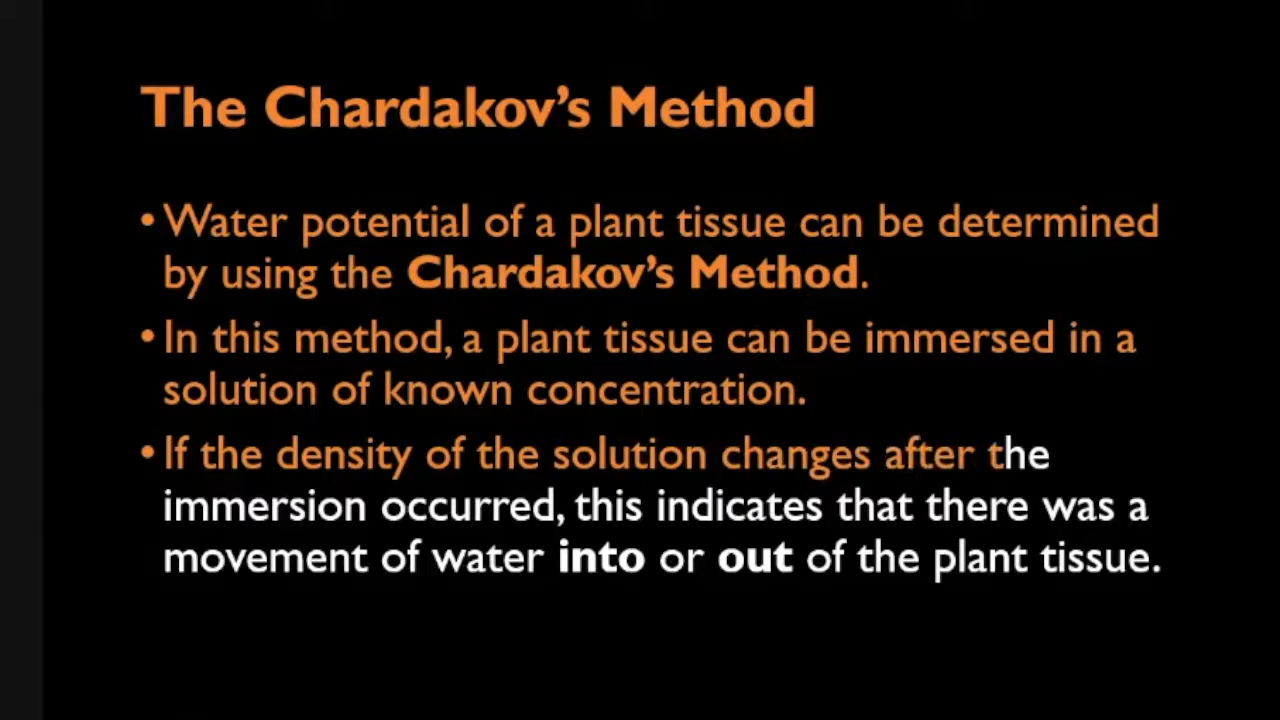 The Chardakov’s Method
• Water potential of a plant tissue can be determined
by using the Chardakov’s Method.
• In this method, a plant tissue can be immersed in a
solution of known concentration.
• If the density of the solution changes after the
immersion occurred, this indicates that there was a
movement of water into or out of the plant tissue.